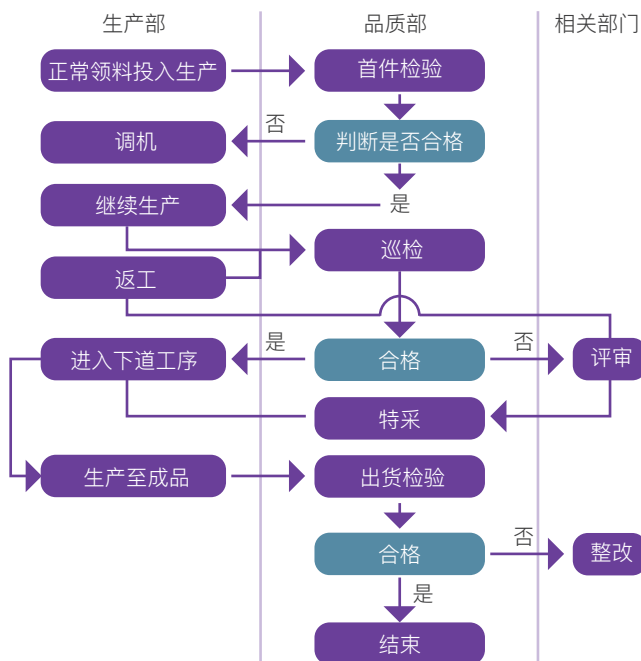 生产部 品质部 相关部门
正常领料投入生产 首件检验
否
调机 判断是否合格
继续生产 是
巡检
返工
是 否
进入下道工序 合格 评审
特采
生产至成品 出货检验
否
合格 整改
是
结束